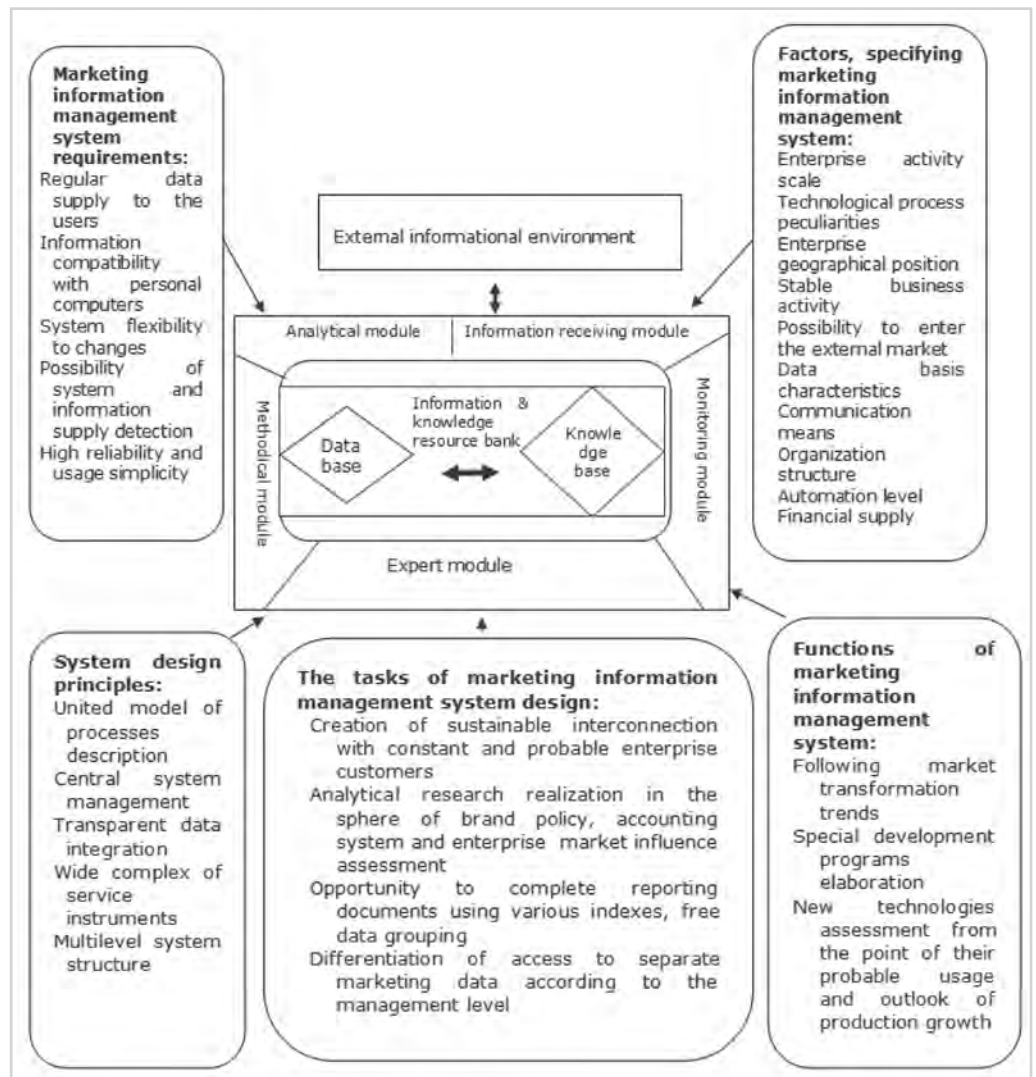 Marketing
information
management
system
requirements:
Regular data
supply to the
users
Information
compatibility
with personal
computers
System flexibility
to changes
Possibility of
system and
information
supply detection
High reliability and
usage simplicity
Factors, specifying
marketing
information
management
system:
Enterprise activity
scale
Technological process
peculiarities
Enterprise
geographical position
Stable business
activity
Possibility to enter
the external market
Data basis
characteristics
Communication
means
Organization
structure
Automation level
Financial supply
External informational environment
Analytical module
Information receiving module
Methodical module
Monitoring module
Information &
knowledge
resource bank
Data
base
Knowle
dge
base
Expert module
System design
principles:
United model of
processes
description
Central system
management
Transparent data
integration
Wide complex of
service
instruments
Multilevel system
structure
The tasks of marketing information
management system design:
Creation of sustainable interconnection
with constant and probable enterprise
customers
Analytical research realization in the
sphere of brand policy, accounting
system and enterprise market influence
assessment
Opportunity to complete reporting
documents using various indexes, free
data grouping
Differentiation of access to separate
marketing data according to the
management level
Functions of
marketing
information
management
system:
Following market
transformation
trends
Special development
programs
elaboration
New technologies
assessment from
the point of their
probable usage
and outlook of
production growth